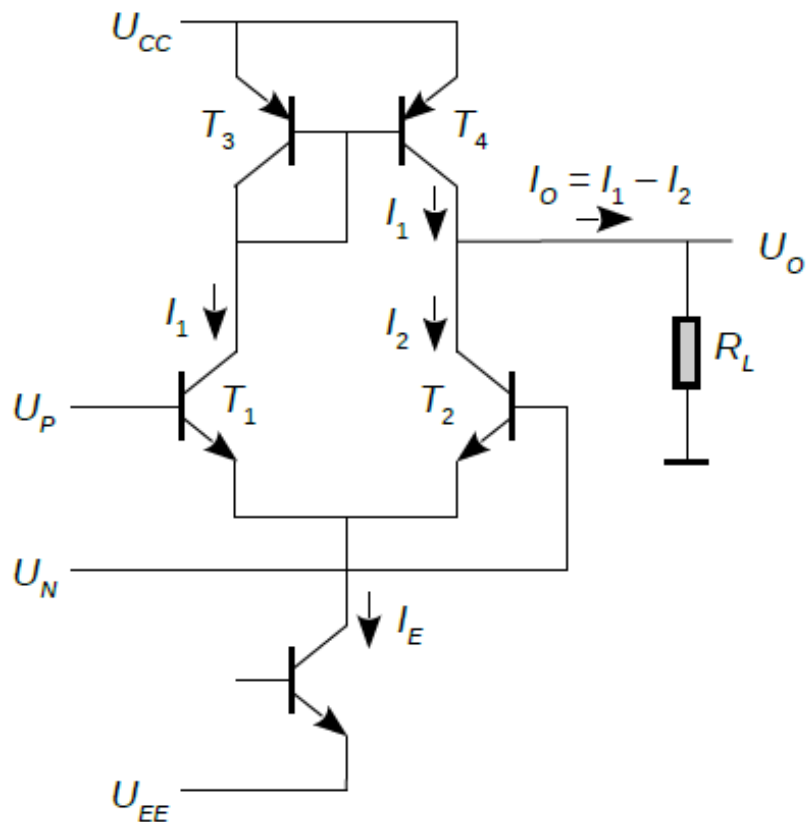 U_CC
T_3
T_4
I_O = I_1 – I_2
I_1
U_O
I_1
I_2
R_L
U_P
T_1
T_2
U_N
I_E
U_EE